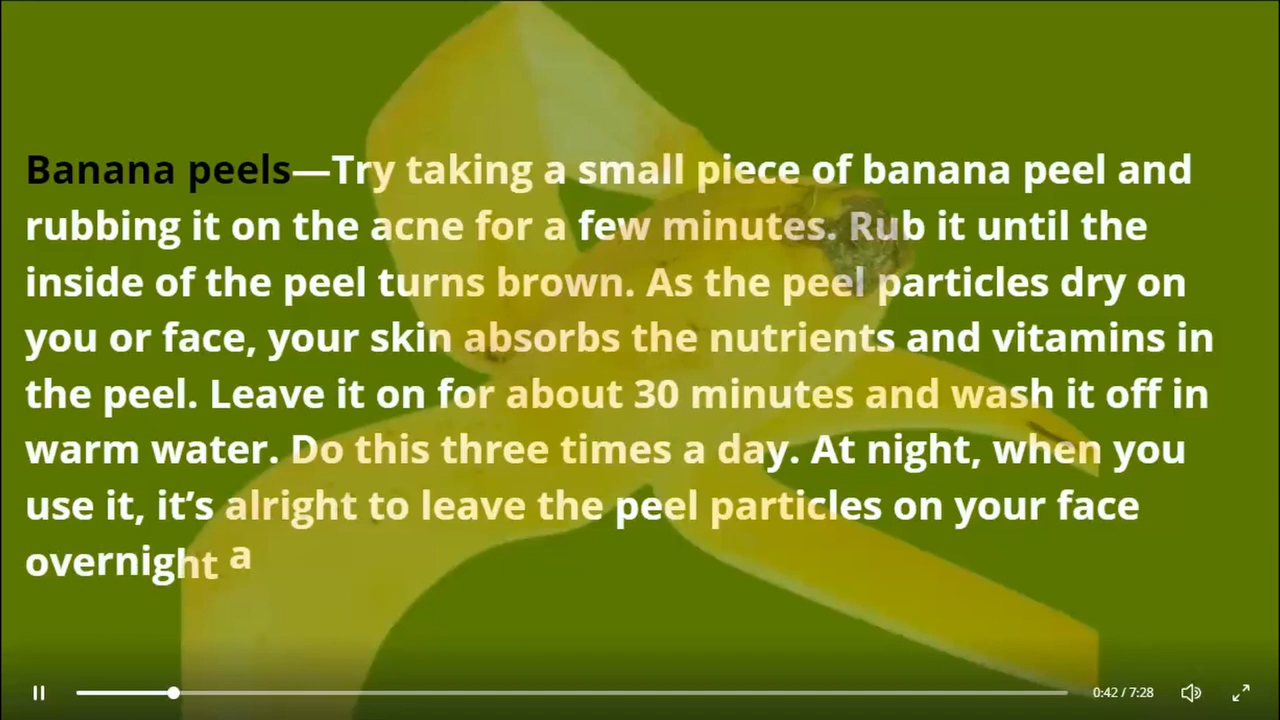 Banana peels—Try taking a small piece of banana peel and
rubbing it on the acne for a few minutes. Rub it until the
inside of the peel turns brown. As the peel particles dry on
you or face, your skin absorbs the nutrients and vitamins in
the peel. Leave it on for about 30 minutes and wash it off in
warm water. Do this three times a day. At night, when you
use it, it’s alright to leave the peel particles on your face
overnight a
0:42 / 7:28